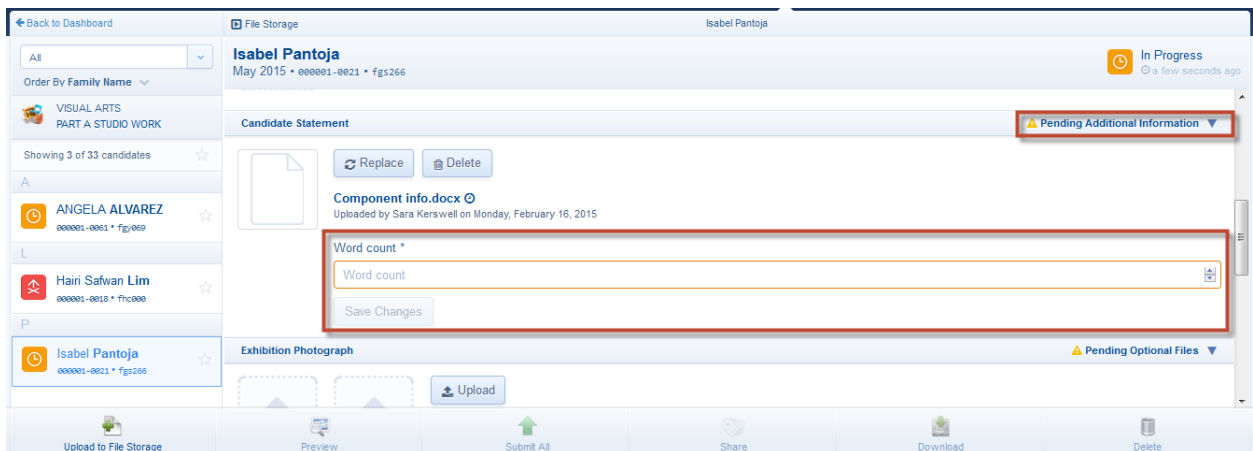 Back to Dashboard
File Storage
Isabel Pantoja
All
Order By Family Name
VISUAL ARTS
PART A STUDIO WORK
Showing 3 of 33 candidates
A
ANGELA ALVAREZ
000001-0061 • fgy069
L
Hairi Safwan Lim
000001-0018 • fhc000
P
Isabel Pantoja
000001-0021 • fgs266
Isabel Pantoja
May 2015 • 000001-0021 • fgs266
In Progress
a few seconds ago
Candidate Statement
Pending Additional Information
Replace
Delete
Component info.docx
Uploaded by Sara Kerswell on Monday, February 16, 2015
Word count *
Word count
Save Changes
Exhibition Photograph
Pending Optional Files
Upload
Upload to File Storage
Preview
Submit All
Share
Download
Delete